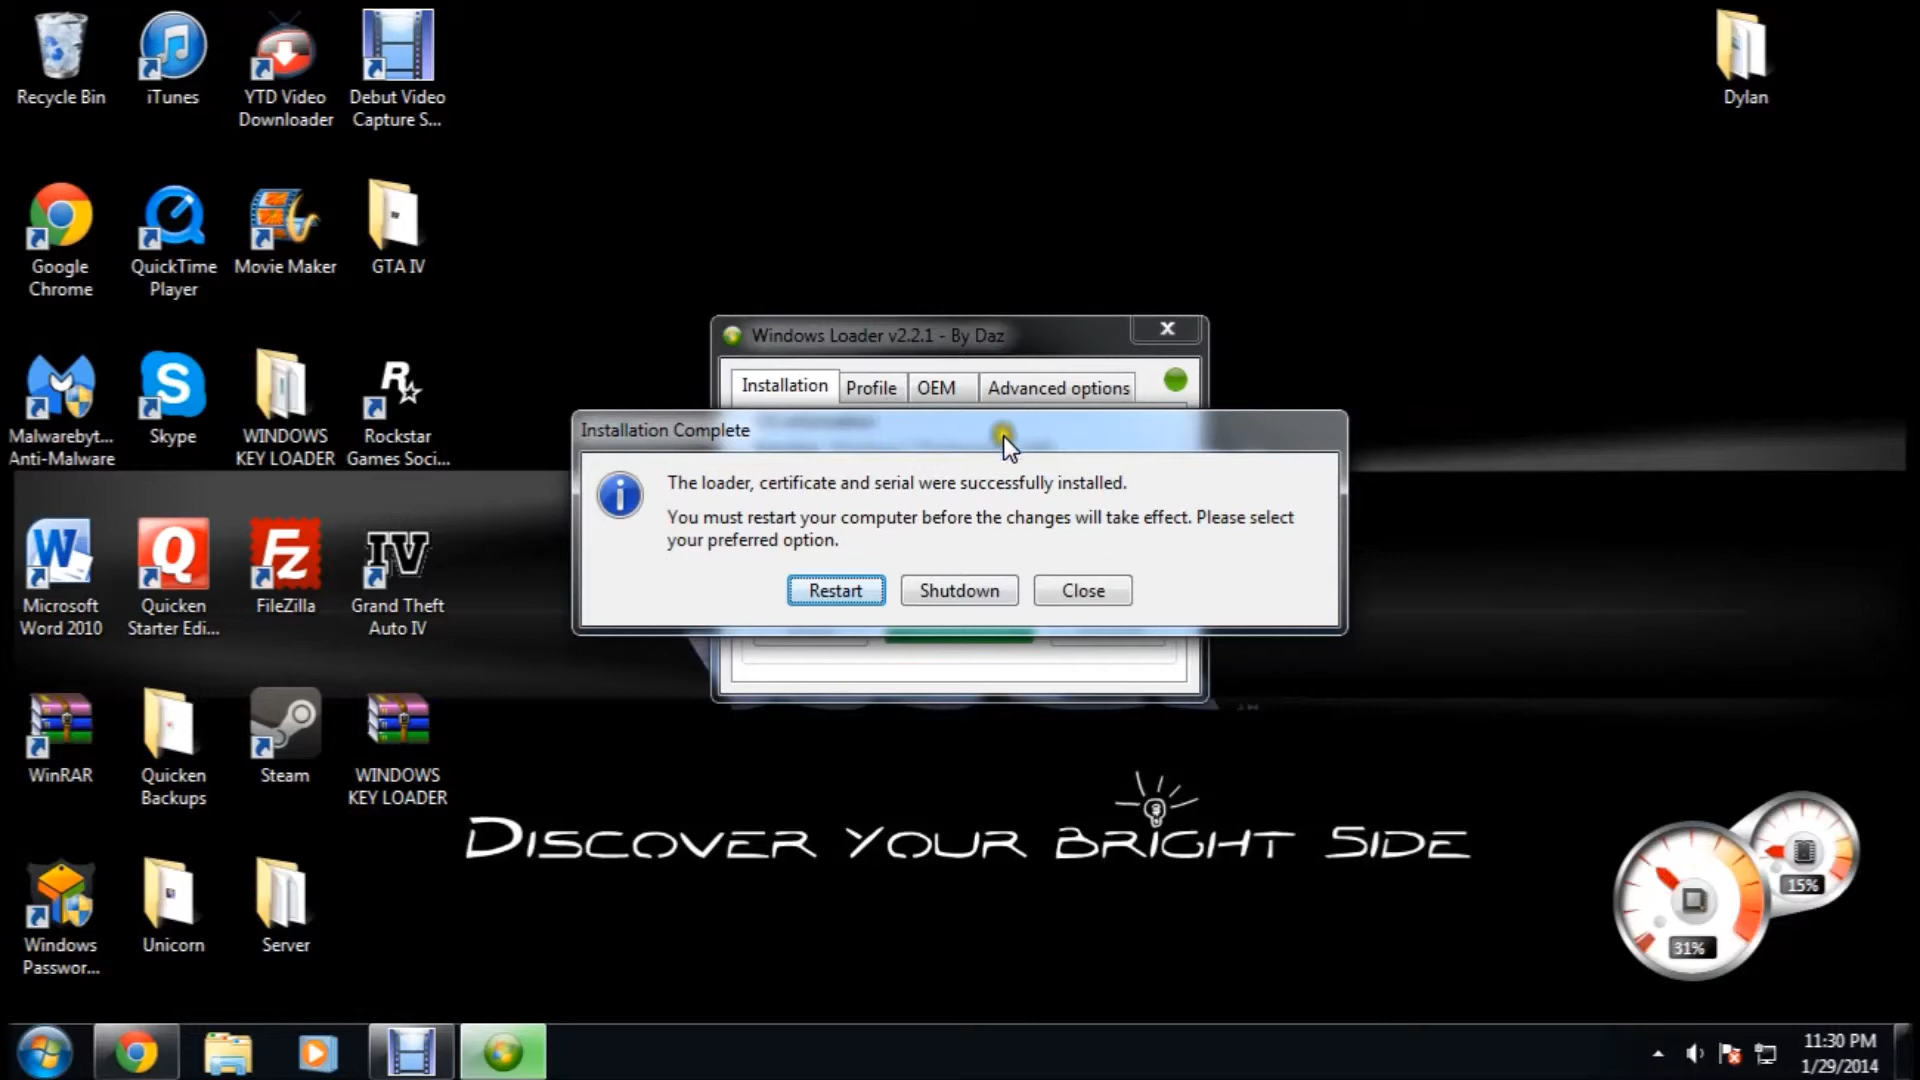 Recycle Bin
iTunes
YTD Video
Downloader
Debut Video
Capture S...
Dylan
Google
Chrome
QuickTime
Player
Movie Maker
GTA IV
Malwarebyt...
Anti-Malware
Skype
WINDOWS
KEY LOADER
Rockstar
Games Soci...
Microsoft
Word 2010
Quicken
Starter Edi...
FileZilla
Grand Theft
Auto IV
WinRAR
Quicken
Backups
Steam
WINDOWS
KEY LOADER
Windows
Passwor...
Unicorn
Server
Windows Loader v2.2.1 - By Daz
Installation
Profile
OEM
Advanced options
Installation Complete
The loader, certificate and serial were successfully installed.
You must restart your computer before the changes will take effect. Please select
your preferred option.
Restart
Shutdown
Close
DISCOVER YOUR BRIGHT SIDE
15%
31%
11:30 PM
1/29/2014